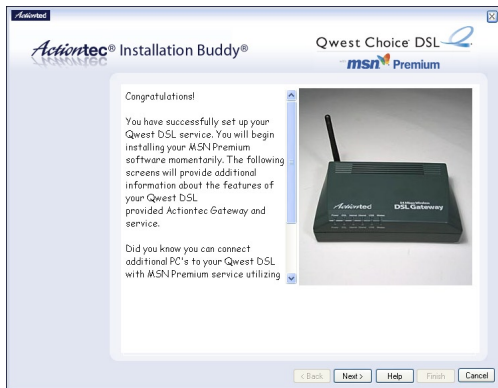 Actiontec
Actiontec® Installation Buddy®
Qwest Choice DSL
msn Premium
Congratulations!
You have successfully set up your
Qwest DSL service. You will begin
installing your MSN Premium
software momentarily. The following
screens will provide additional
information about the features of
your Qwest DSL
provided Actiontec Gateway and
service.
Did you know you can connect
additional PC's to your Qwest DSL
with MSN Premium service utilizing
Actiontec
DSL Gateway
< Back
Next >
Help
Finish
Cancel